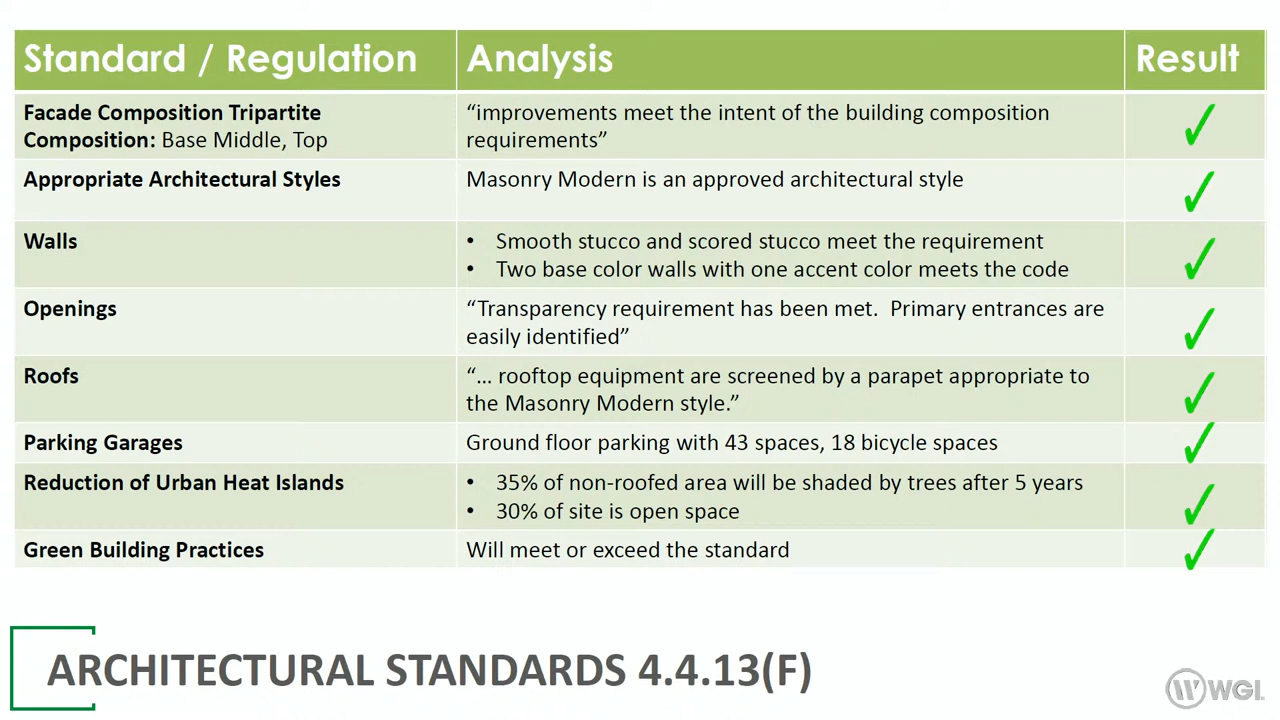 Standard / Regulation
Analysis
Result
Facade Composition Tripartite
Composition: Base Middle, Top
“improvements meet the intent of the building composition
requirements”
Appropriate Architectural Styles
Masonry Modern is an approved architectural style
Walls
• Smooth stucco and scored stucco meet the requirement
• Two base color walls with one accent color meets the code
Openings
“Transparency requirement has been met.  Primary entrances are
easily identified”
Roofs
“… rooftop equipment are screened by a parapet appropriate to
the Masonry Modern style.”
Parking Garages
Ground floor parking with 43 spaces, 18 bicycle spaces
Reduction of Urban Heat Islands
• 35% of non-roofed area will be shaded by trees after 5 years
• 30% of site is open space
Green Building Practices
Will meet or exceed the standard
ARCHITECTURAL STANDARDS 4.4.13(F)
WGI.